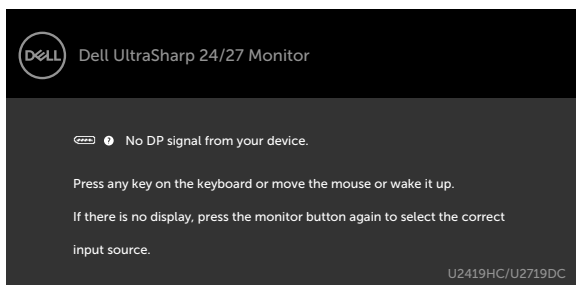 DELL
Dell UltraSharp 24/27 Monitor
? No DP signal from your device.
Press any key on the keyboard or move the mouse or wake it up.
If there is no display, press the monitor button again to select the correct
input source.
U2419HC/U2719DC